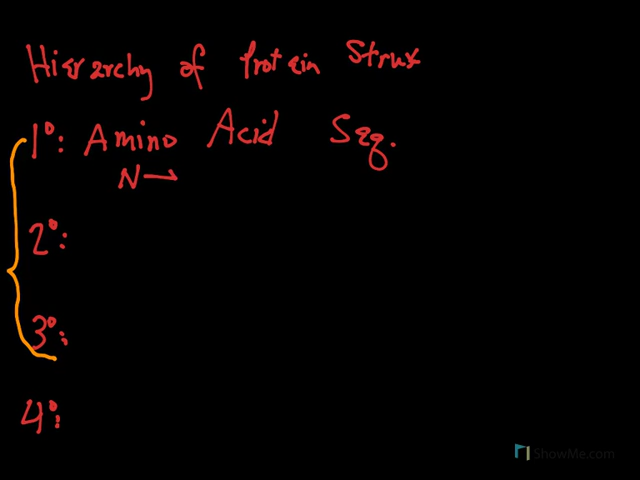 Hierarchy of Protein Strux
1°: Amino Acid Seq.
N→
2°:
3°:
4°:
ShowMe.com